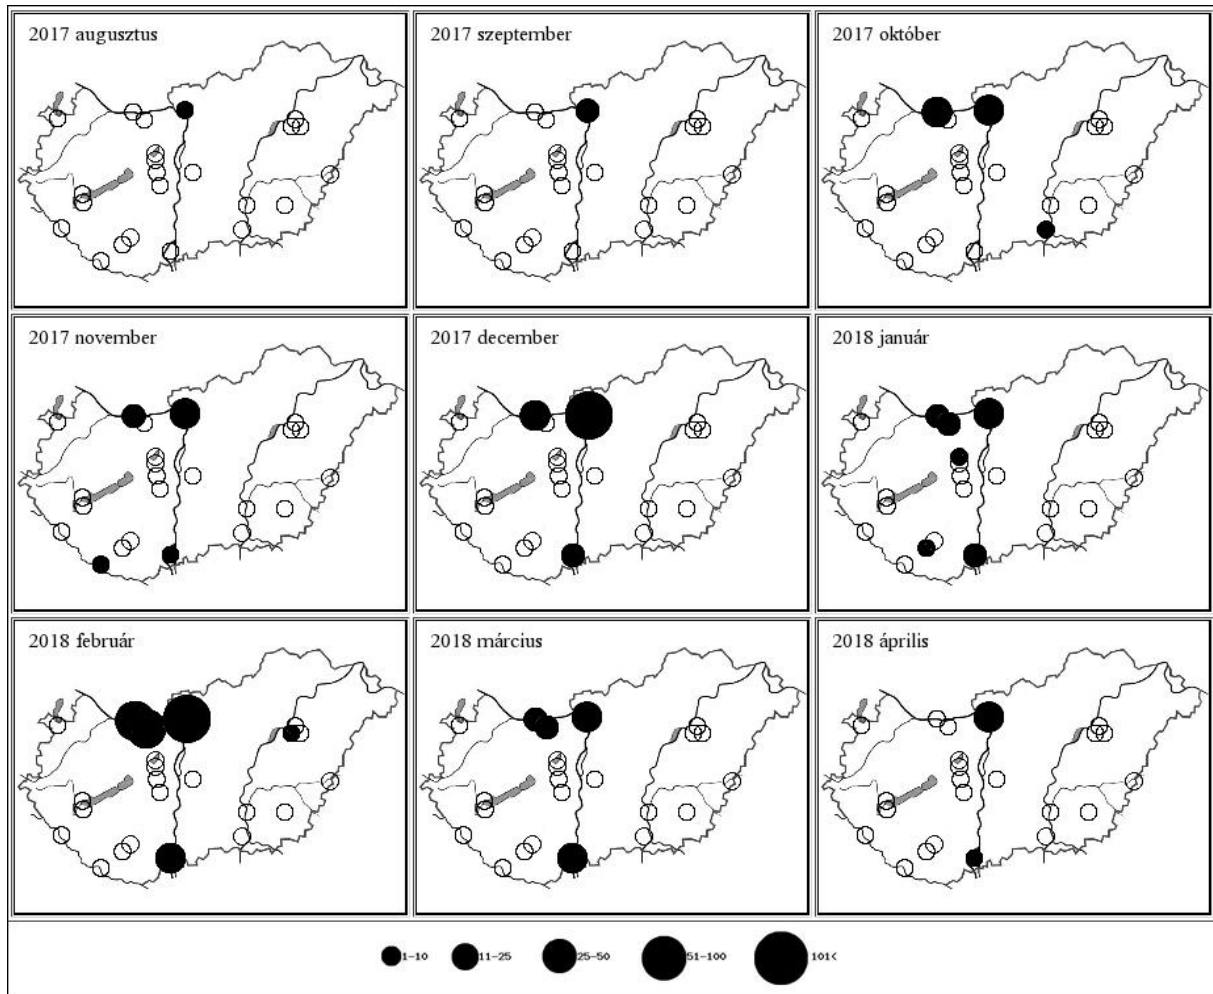 2017 augusztus
2017 szeptember
2017 október
2017 november
2017 december
2018 január
2018 február
2018 március
2018 április
1-10
11-25
25-50
51-100
101<